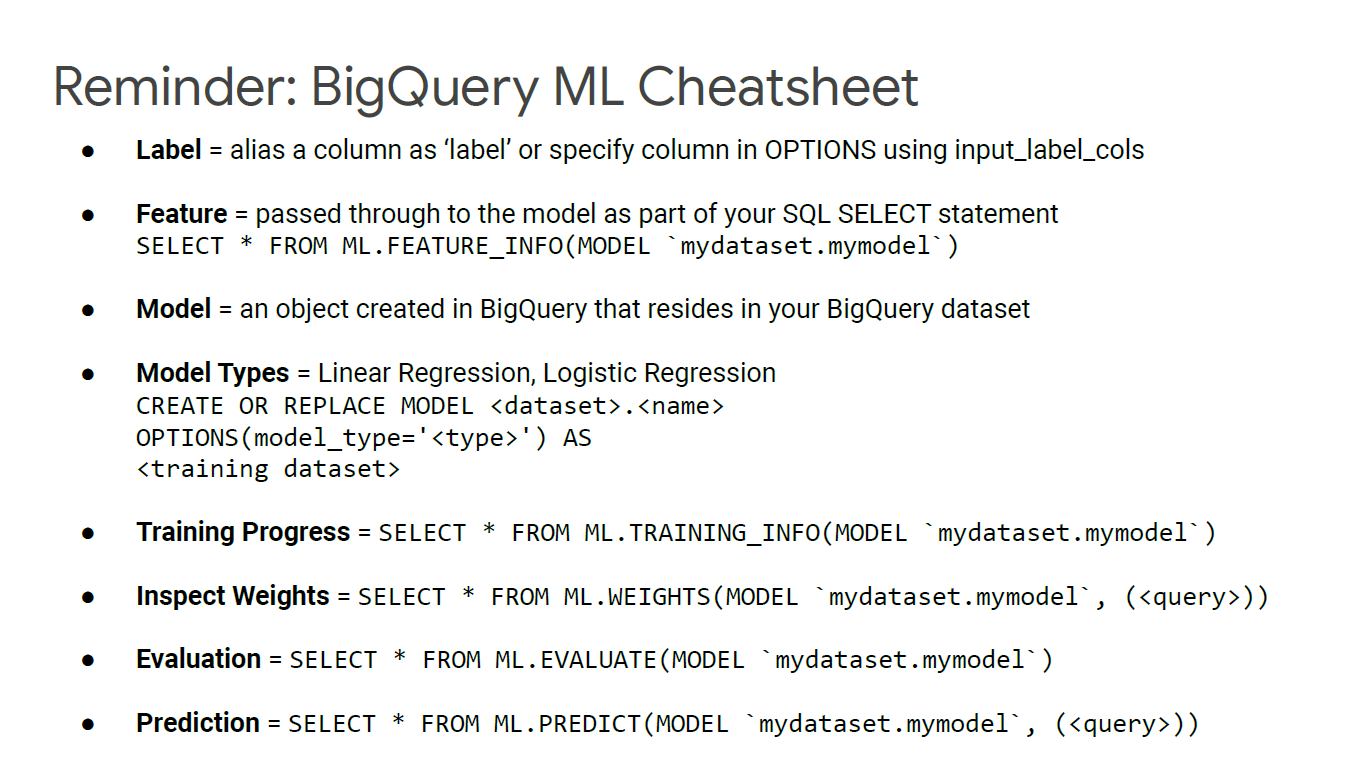 Reminder: BigQuery ML Cheatsheet
● Label = alias a column as ‘label’ or specify column in OPTIONS using input_label_cols
● Feature = passed through to the model as part of your SQL SELECT statement
SELECT * FROM ML.FEATURE_INFO(MODEL `mydataset.mymodel`)
● Model = an object created in BigQuery that resides in your BigQuery dataset
● Model Types = Linear Regression, Logistic Regression
CREATE OR REPLACE MODEL <dataset>.<name>
OPTIONS(model_type='<type>') AS
<training dataset>
● Training Progress = SELECT * FROM ML.TRAINING_INFO(MODEL `mydataset.mymodel`)
● Inspect Weights = SELECT * FROM ML.WEIGHTS(MODEL `mydataset.mymodel`, (<query>))
● Evaluation = SELECT * FROM ML.EVALUATE(MODEL `mydataset.mymodel`)
● Prediction = SELECT * FROM ML.PREDICT(MODEL `mydataset.mymodel`, (<query>))